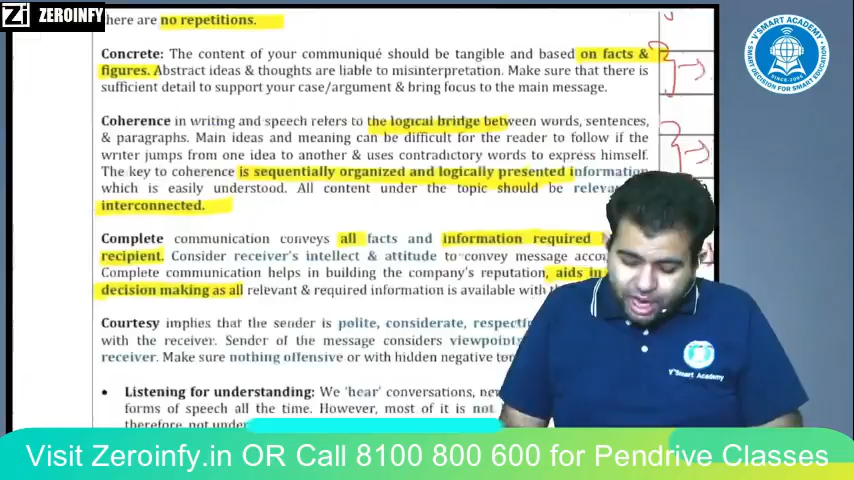 Zi ZEROINFY
there are no repetitions.
V'SMART ACADEMY
SMART DECISION FOR SMART EDUCATION
SINCE-2006
Concrete: The content of your communiqué should be tangible and based on facts &
figures. Abstract ideas & thoughts are liable to misinterpretation. Make sure that there is
sufficient detail to support your case/argument & bring focus to the main message.
Coherence in writing and speech refers to the logical bridge between words, sentences,
& paragraphs. Main ideas and meaning can be difficult for the reader to follow if the
writer jumps from one idea to another & uses contradictory words to express himself.
The key to coherence is sequentially organized and logically presented information
which is easily understood. All content under the topic should be
interconnected.
Complete communication conveys all facts and information required
recipient. Consider receiver's intellect & attitude to convey message
Complete communication helps in building the company's reputation, aids in
decision making as all relevant & required information is available with
Courtesy implies that the sender is polite, considerate,
with the receiver. Sender of the message considers viewpoints
receiver. Make sure nothing offensive or with hidden negative
• Listening for understanding: We 'hear' conversations,
forms of speech all the time. However, most of it is not
therefore, not
V'Smart Academy
Visit Zeroinfy.in OR Call 8100 800 600 for Pendrive Classes